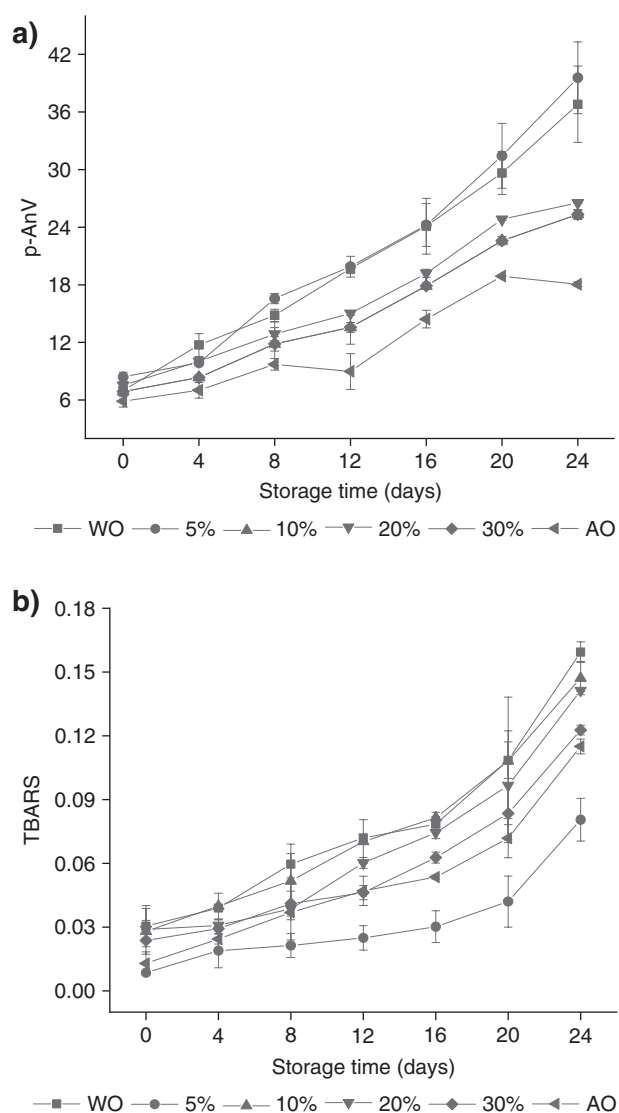 a)
42
36
30
24
18
12
6
p-AnV
0 4 8 12 16 20 24
Storage time (days)
WO 5% 10% 20% 30% AO
b)
0.18
0.15
0.12
0.09
0.06
0.03
0.00
TBARS
0 4 8 12 16 20 24
Storage time (days)
WO 5% 10% 20% 30% AO